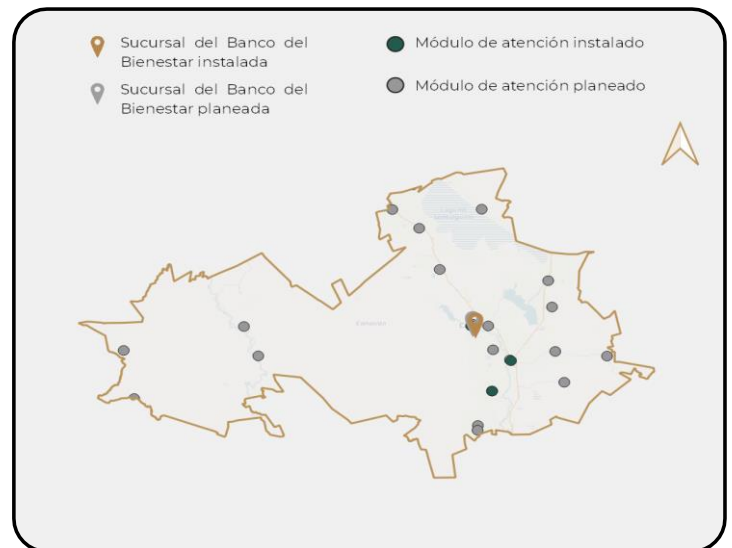 Sucursal del Banco del
Bienestar instalada
Sucursal del Banco del
Bienestar planeada
Módulo de atención instalado
Módulo de atención planeado